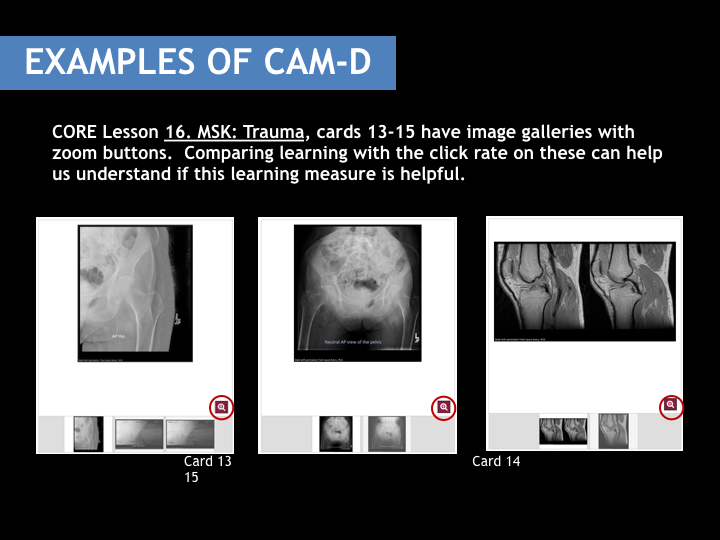 EXAMPLES OF CAM-D
CORE Lesson 16. MSK: Trauma, cards 13-15 have image galleries with
zoom buttons.  Comparing learning with the click rate on these can help
us understand if this learning measure is helpful.
AP Hip
Neutral AP view of the pelvis
Card 13
15
Card 14